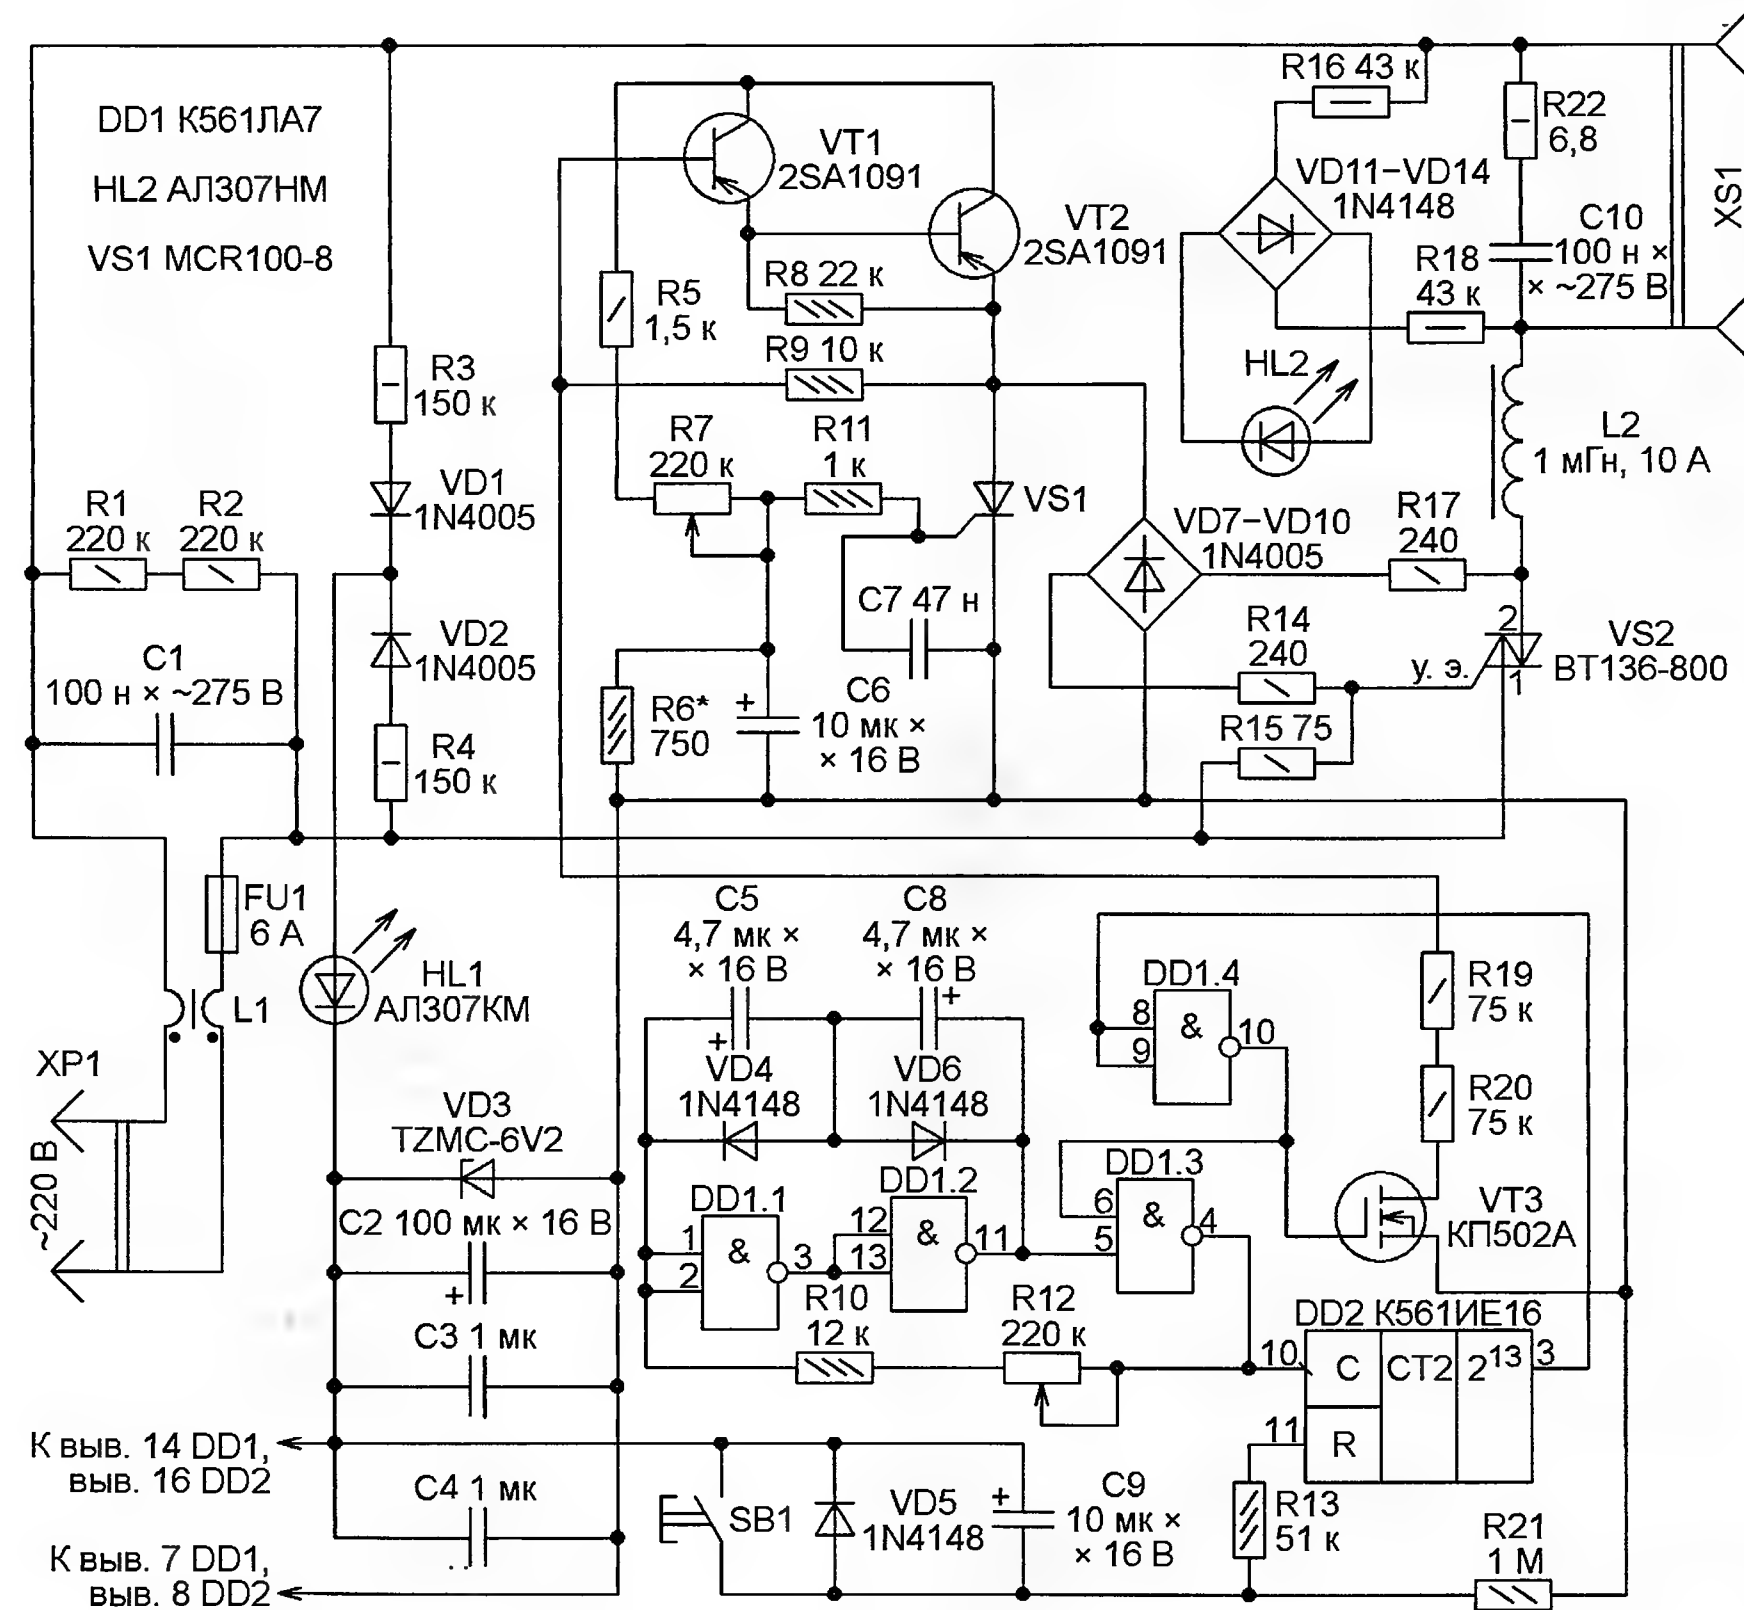 DD1 К561ЛА7
HL2 АЛ307НМ
VS1 MCR100-8
R16 43 к
R22
6,8
VT1
2SA1091
VD11–VD14
1N4148
XS1
VT2
2SA1091
C10
100 н ×
× ~275 В
R18
43 к
R8 22 к
R5
1,5 к
R9 10 к
HL2
R3
150 к
R7
220 к
R11
1 к
L2
1 мГн, 10 А
VD1
1N4005
VS1
R1
220 к
R2
220 к
VD7–VD10
1N4005
R17
240
C7 47 н
VD2
1N4005
R14
240
2
1
у. э.
VS2
BT136-800
C1
100 н × ~275 В
R6*
750
+
C6
10 мк ×
× 16 В
R15 75
R4
150 к
FU1
6 А
C5
4,7 мк ×
× 16 В
+
C8
4,7 мк ×
× 16 В
+
HL1
АЛ307КМ
L1
DD1.4
8
9
&
10
R19
75 к
XP1
~220 В
VD4
1N4148
VD6
1N4148
R20
75 к
VD3
TZMC-6V2
DD1.1
1
2
&
3
DD1.2
12
13
&
11
DD1.3
6
5
&
4
VT3
КП502А
C2 100 мк × 16 В
+
R10
12 к
R12
220 к
DD2 К561ИЕ16
10
C
CT2
2¹³
3
11
R
C3 1 мк
К выв. 14 DD1,
выв. 16 DD2
C4 1 мк
SB1
VD5
1N4148
+
C9
10 мк ×
× 16 В
R13
51 к
R21
1 М
К выв. 7 DD1,
выв. 8 DD2